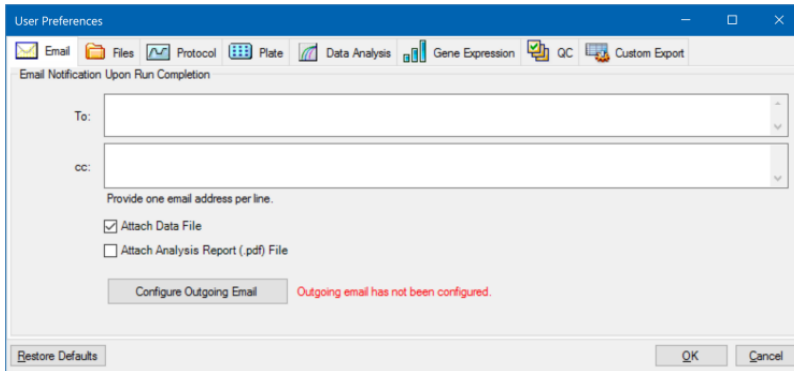 User Preferences
Email Files Protocol Plate Data Analysis Gene Expression QC Custom Export
Email Notification Upon Run Completion
To:
cc:
Provide one email address per line.
Attach Data File
Attach Analysis Report (.pdf) File
Configure Outgoing Email Outgoing email has not been configured.
Restore Defaults OK Cancel